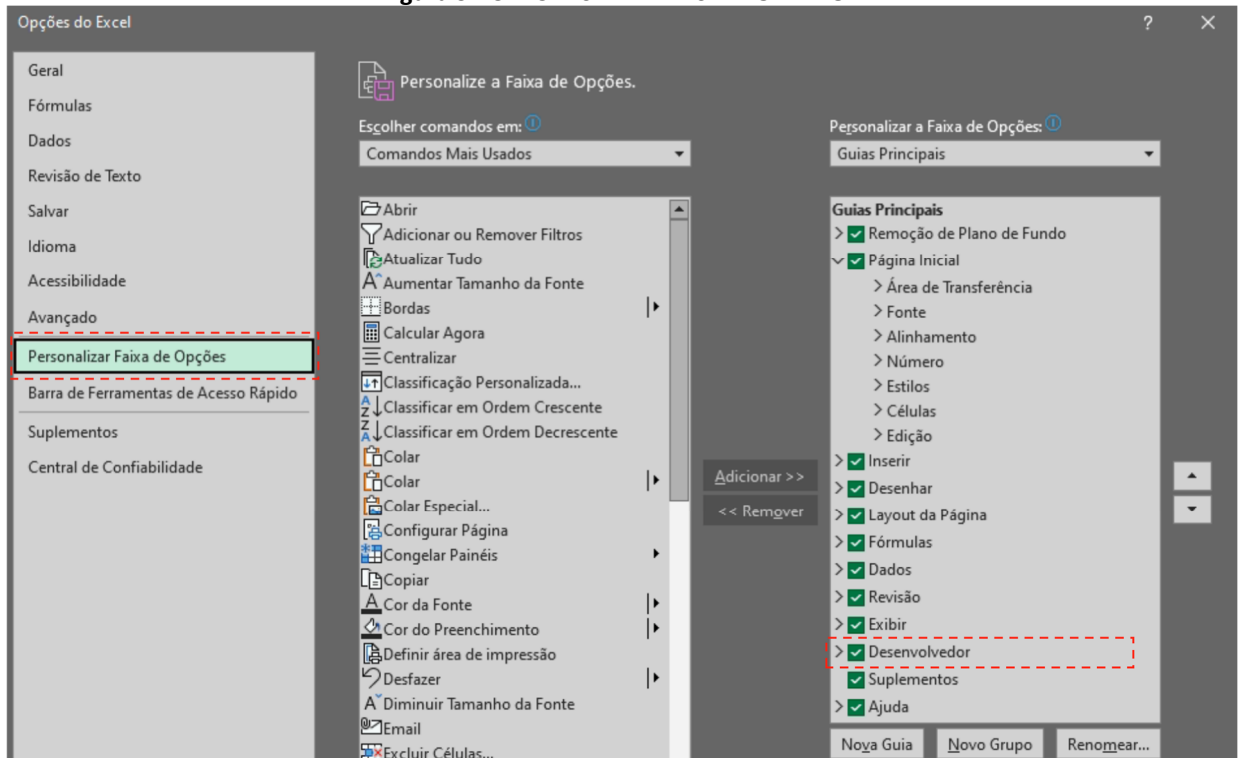 Opções do Excel
?
Geral
Fórmulas
Dados
Revisão de Texto
Salvar
Idioma
Acessibilidade
Avançado
Personalizar Faixa de Opções
Barra de Ferramentas de Acesso Rápido
Suplementos
Central de Confiabilidade
Personalize a Faixa de Opções.
Escolher comandos em:
Comandos Mais Usados
Abrir
Adicionar ou Remover Filtros
Atualizar Tudo
Aumentar Tamanho da Fonte
Bordas
Calcular Agora
Centralizar
Classificação Personalizada...
Classificar em Ordem Crescente
Classificar em Ordem Decrescente
Colar
Colar
Colar Especial...
Configurar Página
Congelar Painéis
Copiar
Cor da Fonte
Cor do Preenchimento
Definir área de impressão
Desfazer
Diminuir Tamanho da Fonte
Email
Excluir Células...
Adicionar >>
<< Remover
Personalizar a Faixa de Opções:
Guias Principais
Guias Principais
Remoção de Plano de Fundo
Página Inicial
Área de Transferência
Fonte
Alinhamento
Número
Estilos
Células
Edição
Inserir
Desenhar
Layout da Página
Fórmulas
Dados
Revisão
Exibir
Desenvolvedor
Suplementos
Ajuda
Nova Guia
Novo Grupo
Renomear...